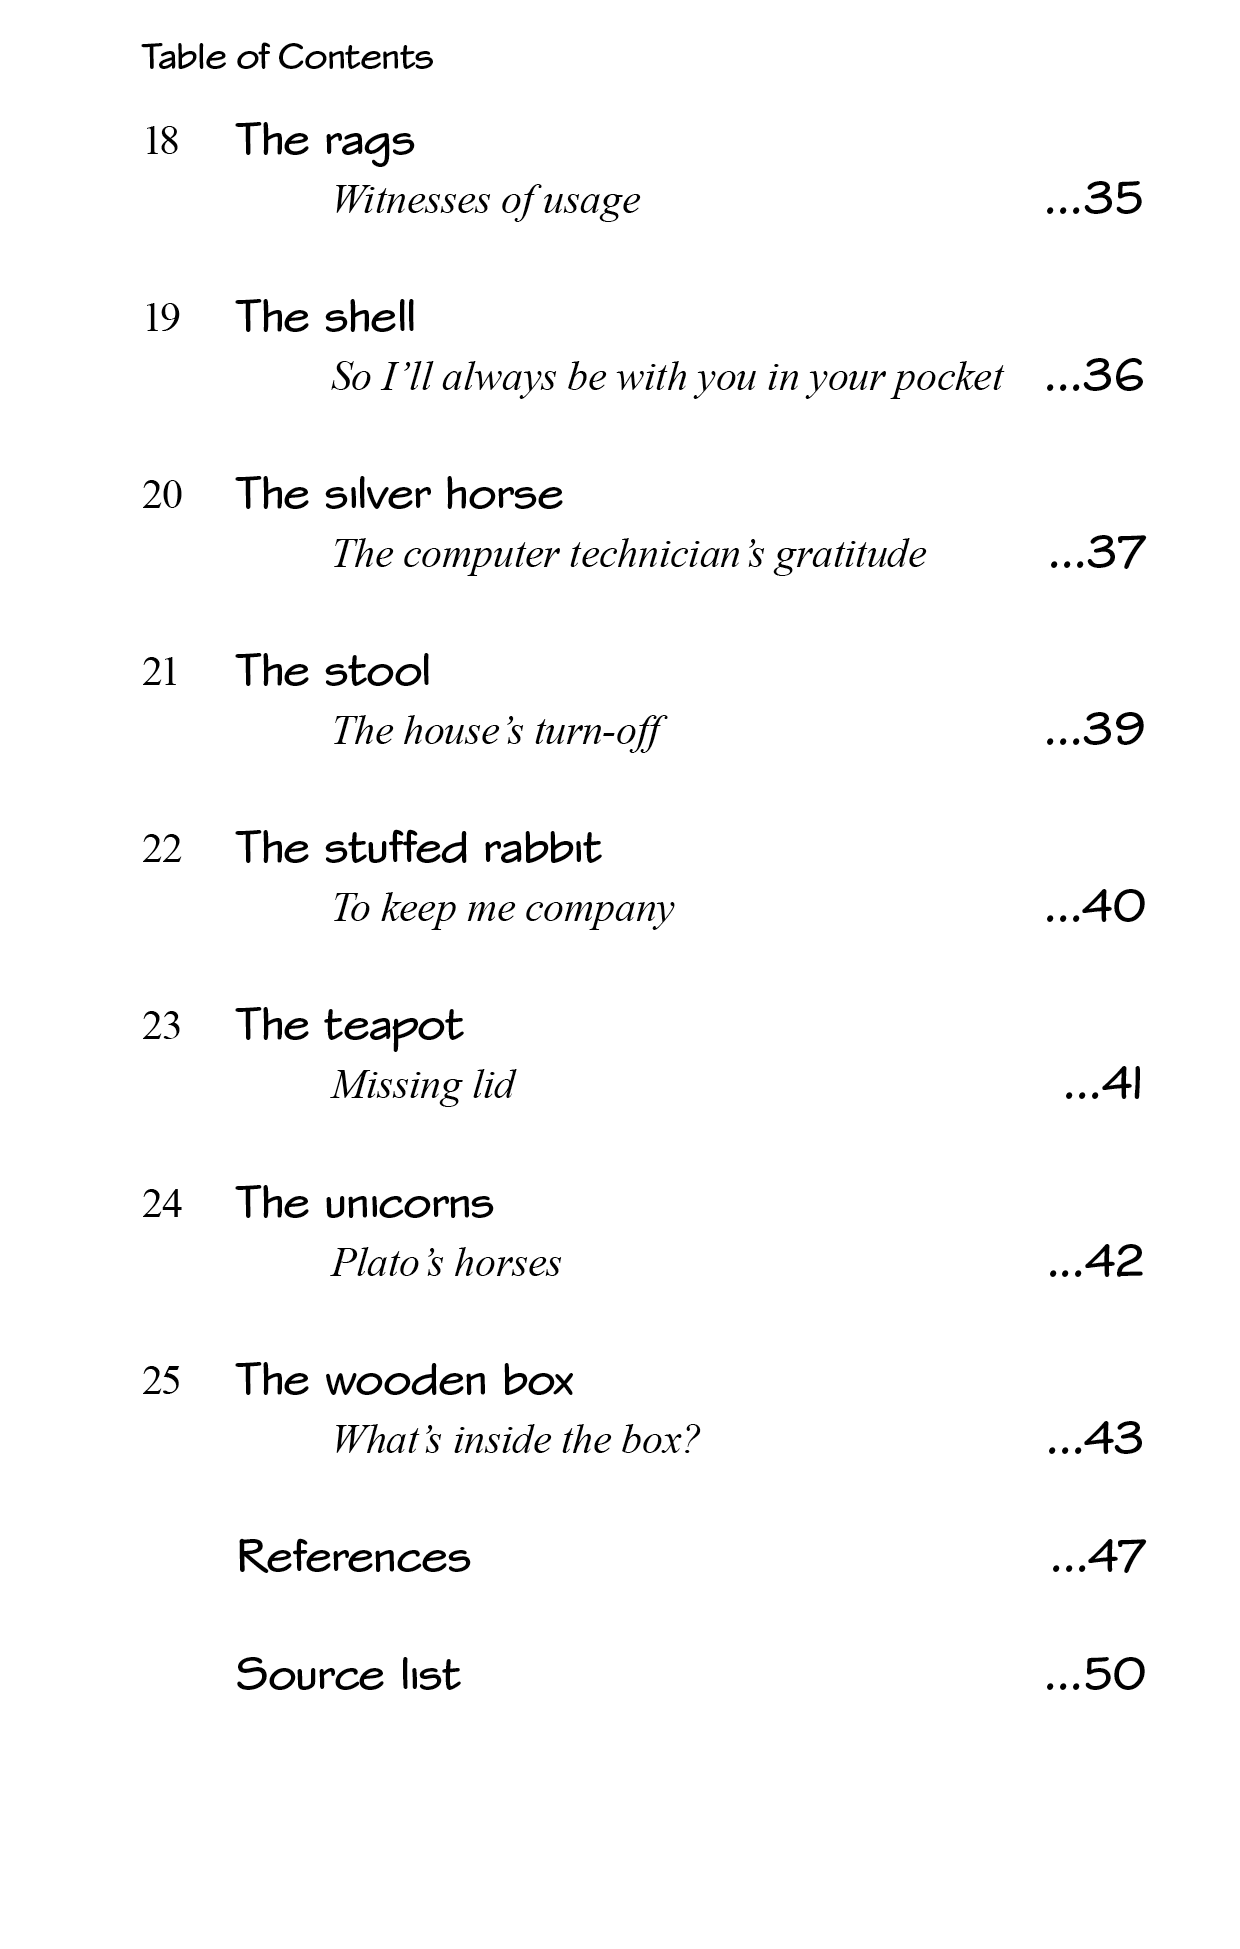 Table of Contents
18 The rags
Witnesses of usage ...35
19 The shell
So I’ll always be with you in your pocket ...36
20 The silver horse
The computer technician’s gratitude ...37
21 The stool
The house’s turn-off ...39
22 The stuffed rabbit
To keep me company ...40
23 The teapot
Missing lid ...41
24 The unicorns
Plato’s horses ...42
25 The wooden box
What’s inside the box? ...43
References ...47
Source list ...50